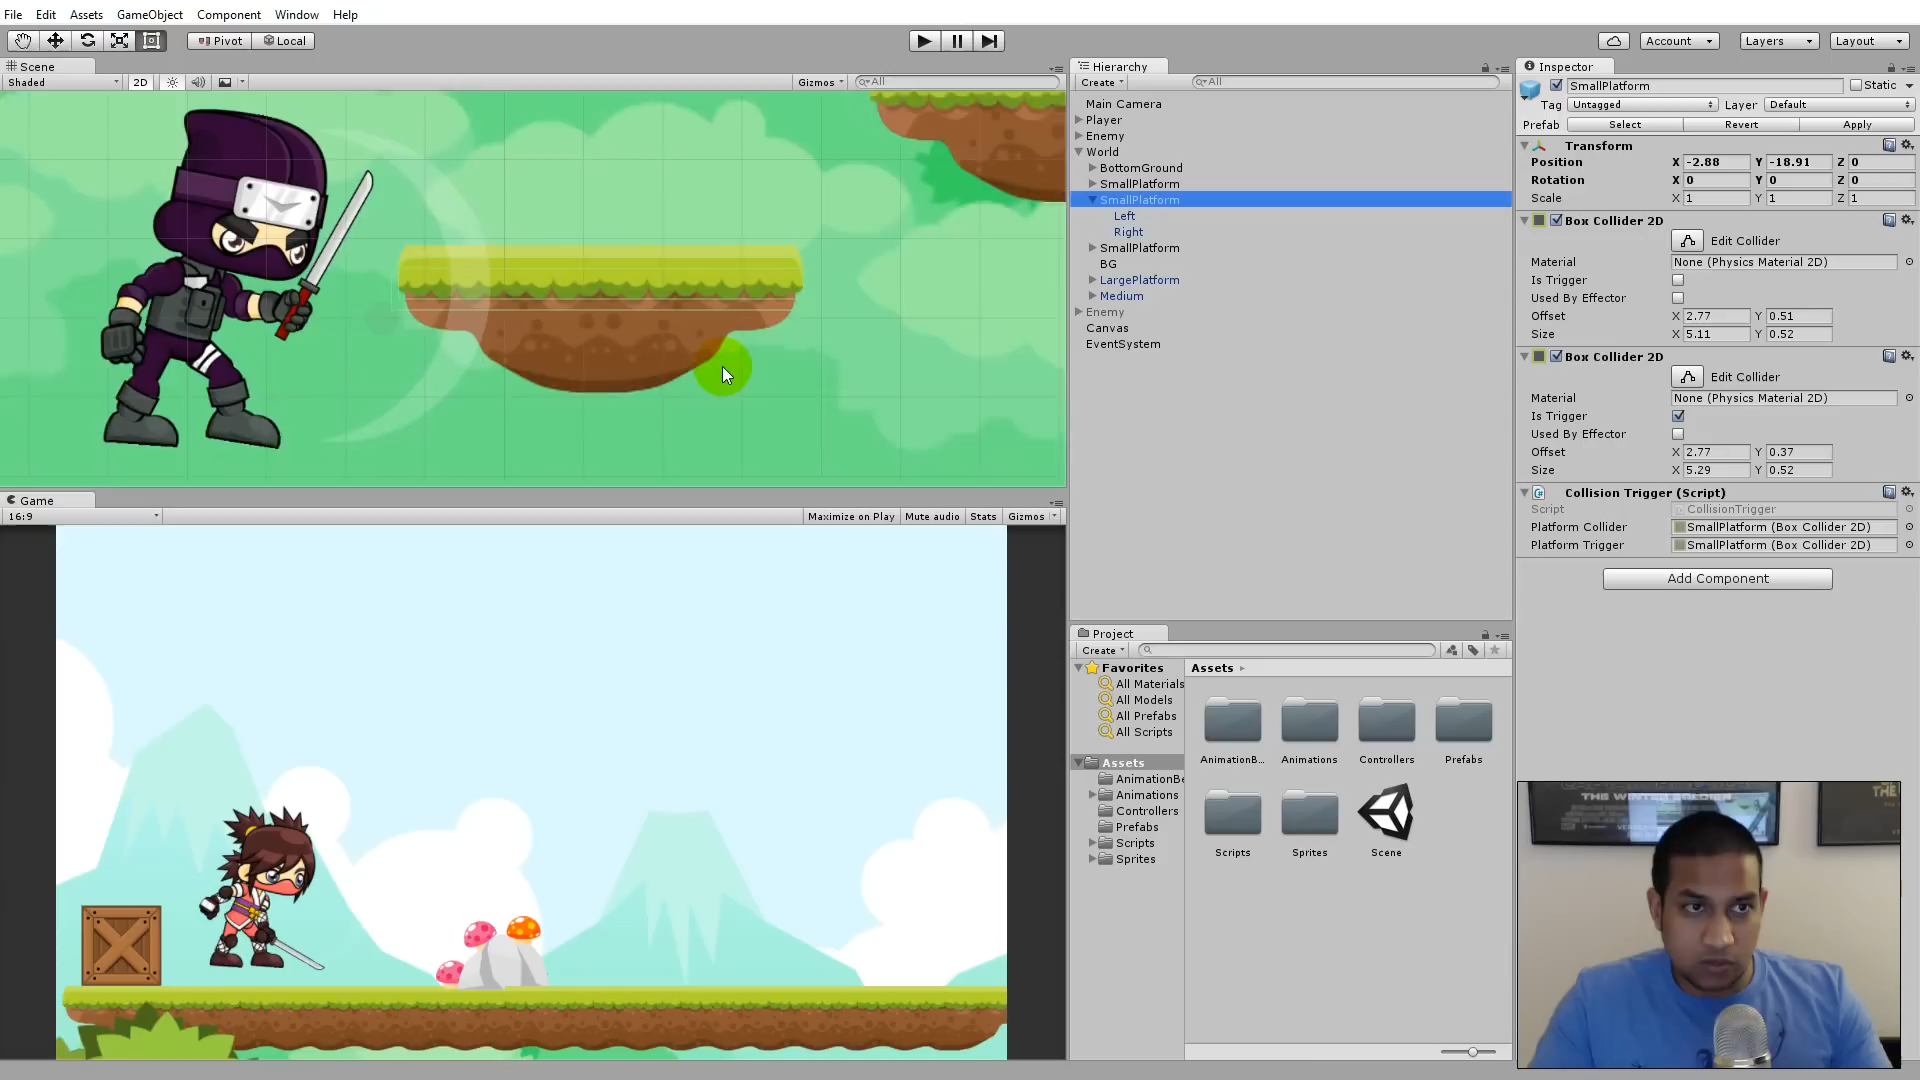 File Edit Assets GameObject Component Window Help
Pivot Local Account Layers Layout
Scene
Shaded 2D Gizmos All
Hierarchy
Create All
Main Camera
Player
Enemy
World
BottomGround
SmallPlatform
SmallPlatform
Left
Right
SmallPlatform
BG
LargePlatform
Medium
Enemy
Canvas
EventSystem
Inspector
SmallPlatform Static
Tag Untagged Layer Default
Prefab Select Revert Apply
Transform
Position X -2.88 Y -18.91 Z 0
Rotation X 0 Y 0 Z 0
Scale X 1 Y 1 Z 1
Box Collider 2D
Edit Collider
Material None (Physics Material 2D)
Is Trigger
Used By Effector
Offset X 2.77 Y 0.51
Size X 5.11 Y 0.52
Box Collider 2D
Edit Collider
Material None (Physics Material 2D)
Is Trigger
Used By Effector
Offset X 2.77 Y 0.37
Size X 5.29 Y 0.52
Collision Trigger (Script)
Script CollisionTrigger
Platform Collider SmallPlatform (Box Collider 2D)
Platform Trigger SmallPlatform (Box Collider 2D)
Add Component
Game
16:9 Maximize on Play Mute audio Stats Gizmos
Project
Create
Favorites
All Materials
All Models
All Prefabs
All Scripts
Assets
AnimationBe
Animations
Controllers
Prefabs
Scripts
Sprites
Assets
AnimationB... Animations Controllers Prefabs
Scripts Sprites Scene
THE WINTER SOLDIER
THE